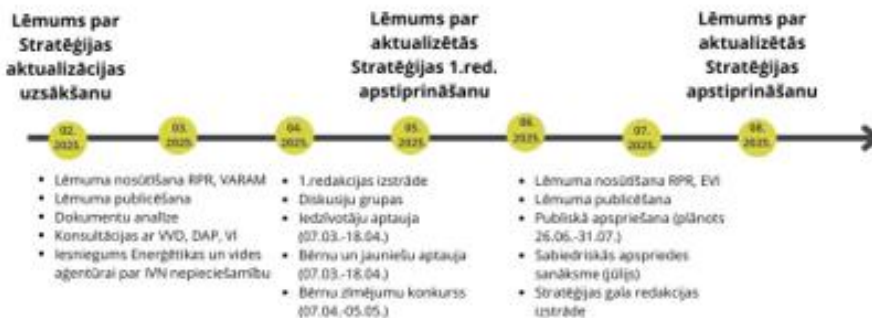 Lēmums par
Stratēģijas
aktualizācijas
uzsākšanu
Lēmums par
aktualizētās
Stratēģijas 1.red.
apstiprināšanu
Lēmums par
aktualizētās
Stratēģijas
apstiprināšanu
02.
2025.
03.
2025.
04.
2025.
05.
2025.
06.
2025.
07.
2025.
08.
2025.
• Lēmuma nosūtīšana RPR, VARAM
• Lēmuma publicēšana
• Dokumentu analīze
• Konsultācijas ar VVD, DAP, VI
• Iesniegums Enerģētikas un vides
aģentūrai par IVN nepieciešamību
• 1.redakcijas izstrāde
• Diskusiju grupas
• Iedzīvotāju aptauja
(07.03.-18.04.)
• Bērnu un jauniešu aptauja
(07.03.-18.04.)
• Bērnu zīmējumu konkurss
(07.04.-05.05.)
• Lēmuma nosūtīšana RPR, EVI
• Lēmuma publicēšana
• Publiskā apspriešana (plānots
26.06.-31.07.)
• Sabiedriskās apspriedes
sanāksme (jūlijs)
• Stratēģijas gala redakcijas
izstrāde